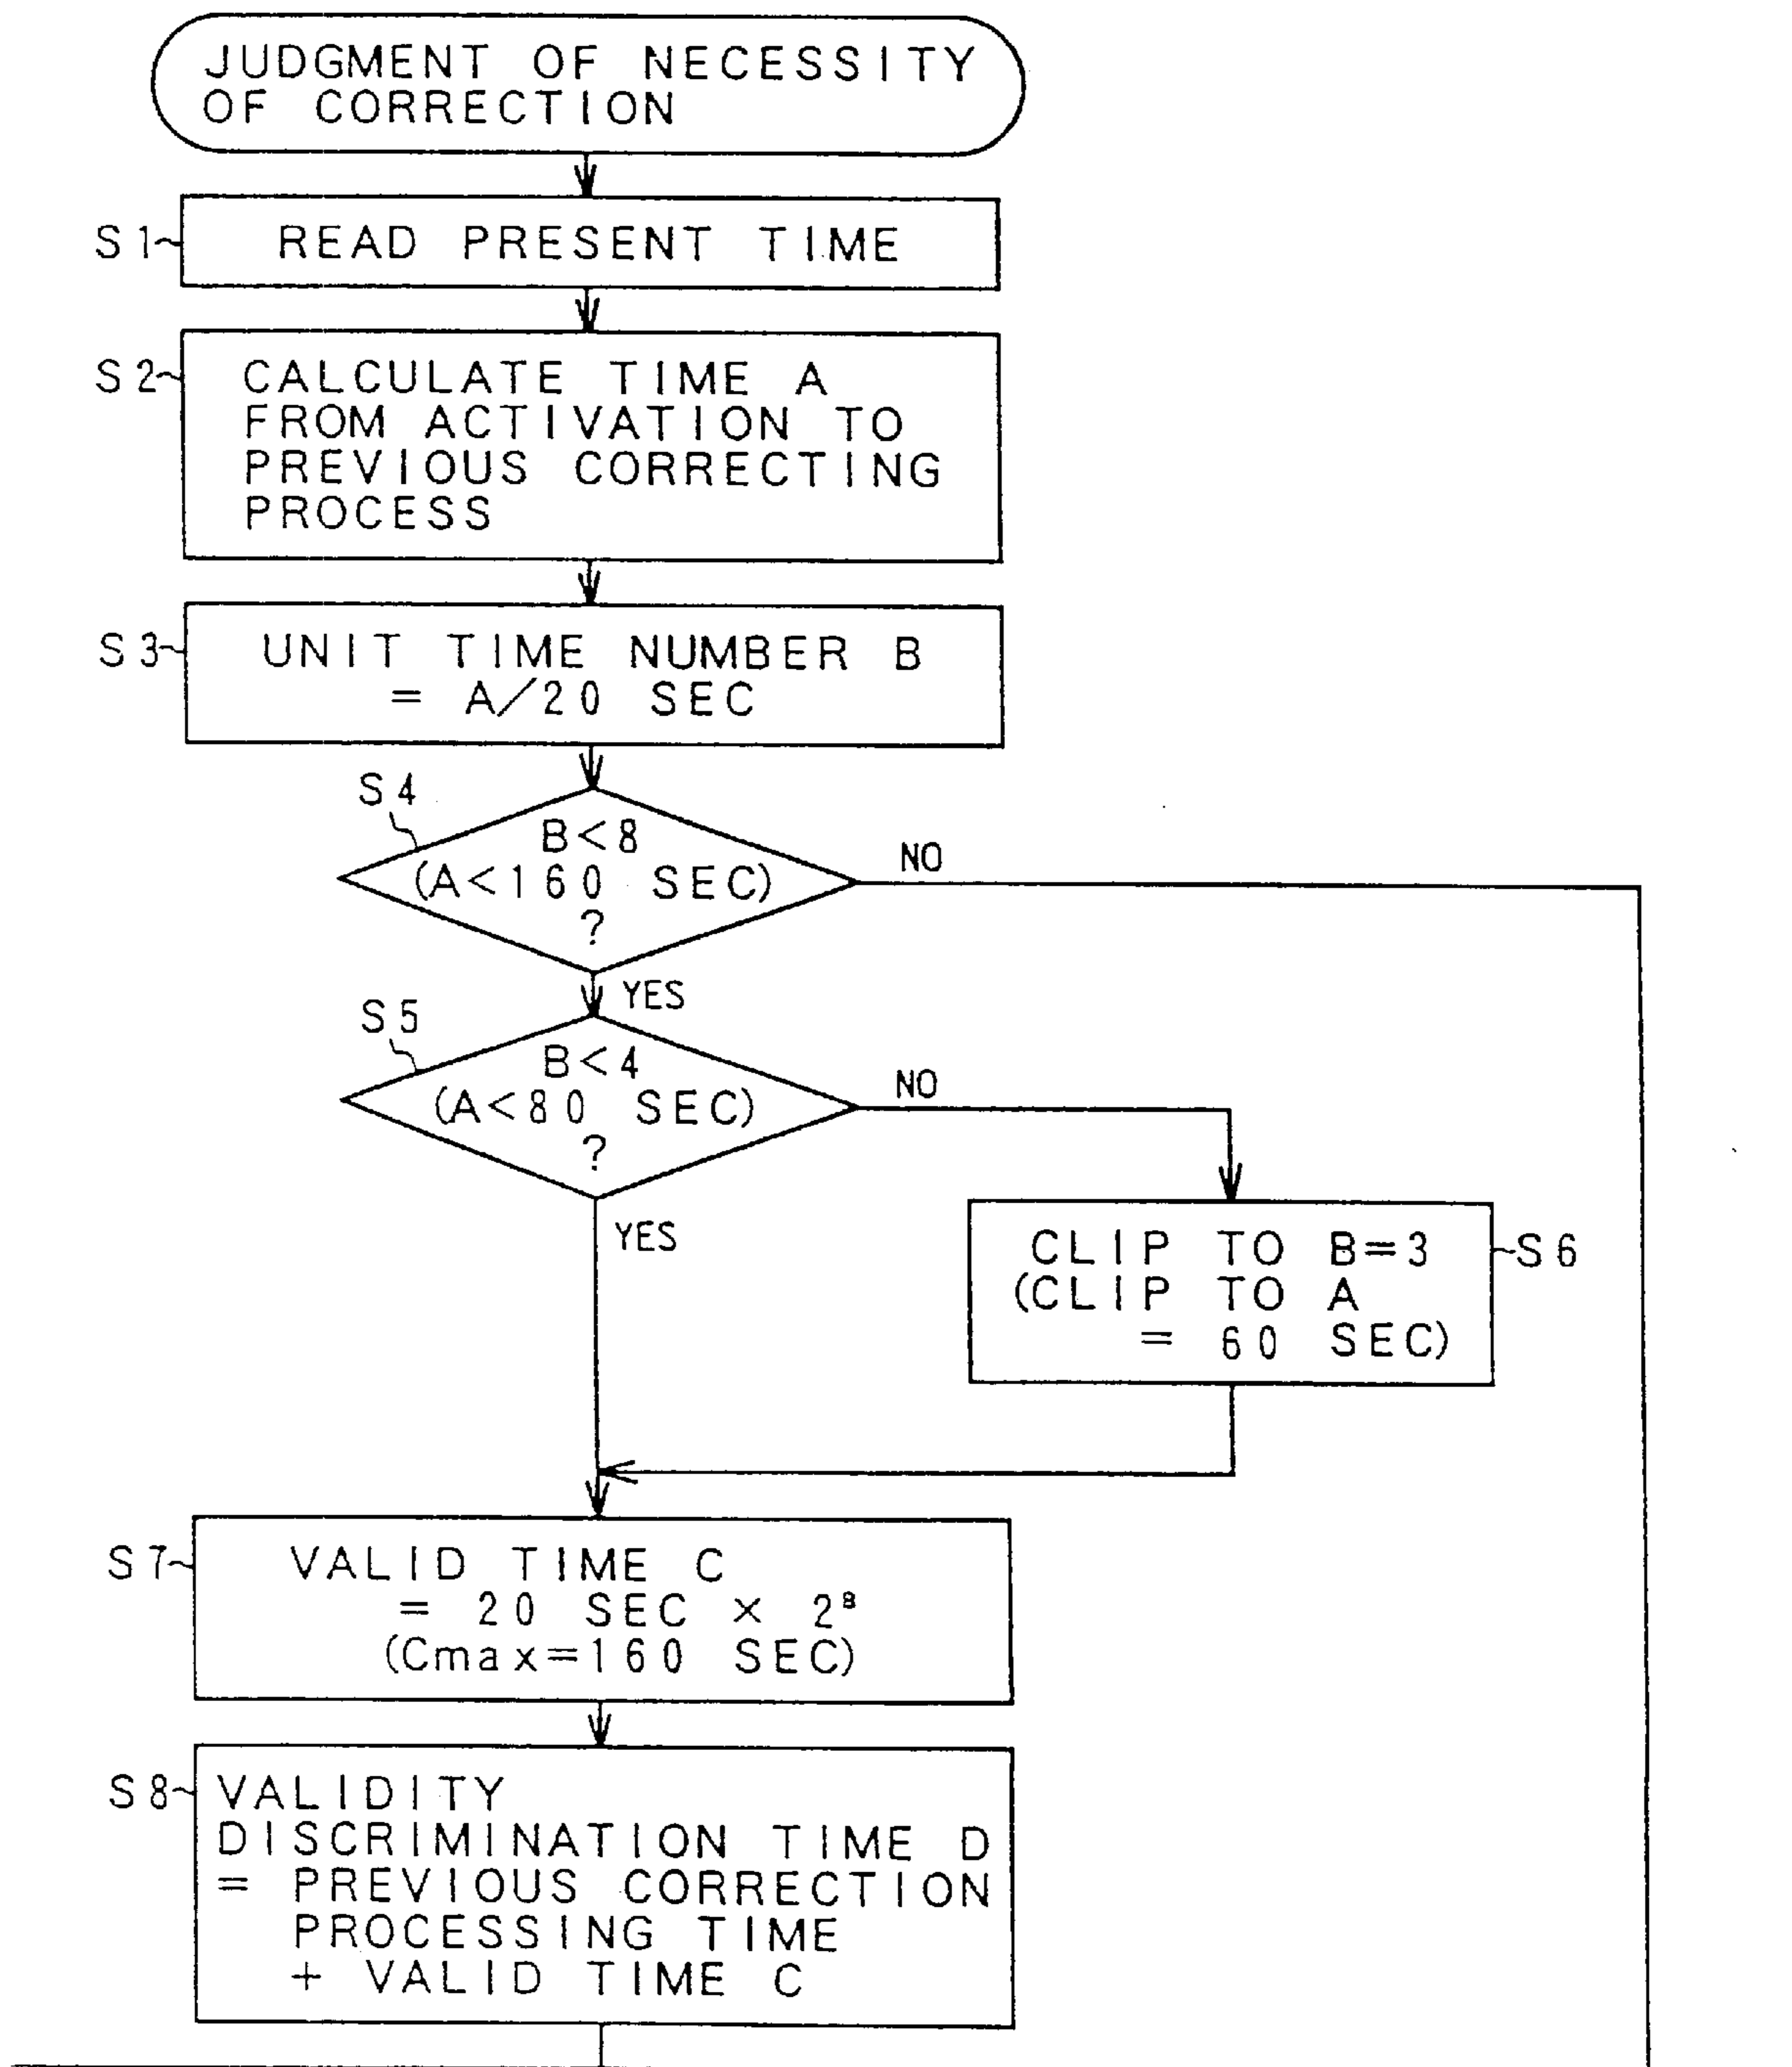 JUDGMENT OF NECESSITY
OF CORRECTION
S1
READ PRESENT TIME
S2
CALCULATE TIME A
FROM ACTIVATION TO
PREVIOUS CORRECTING
PROCESS
S3
UNIT TIME NUMBER B
= A/20 SEC
S4
B<8
(A<160 SEC)
?
NO
YES
S5
B<4
(A<80 SEC)
?
NO
YES
CLIP TO B=3
(CLIP TO A
= 60 SEC)
S6
S7
VALID TIME C
= 20 SEC × 2ᴮ
(Cmax=160 SEC)
S8
VALIDITY
DISCRIMINATION TIME D
= PREVIOUS CORRECTION
PROCESSING TIME
+ VALID TIME C